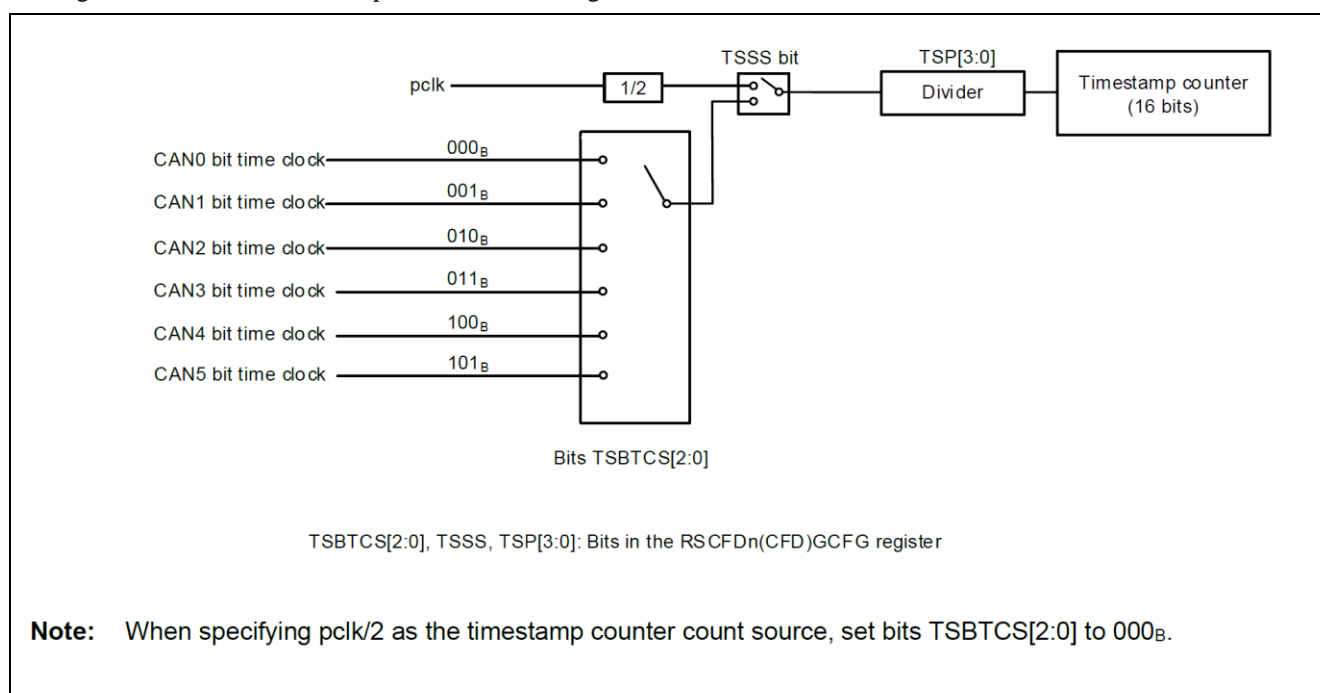 TSSS bit
TSP[3:0]
pclk
1/2
Divider
Timestamp counter
(16 bits)
CAN0 bit time clock
000B
CAN1 bit time clock
001B
CAN2 bit time clock
010B
CAN3 bit time clock
011B
CAN4 bit time clock
100B
CAN5 bit time clock
101B
Bits TSBTCS[2:0]
TSBTCS[2:0], TSSS, TSP[3:0]: Bits in the RSCFDn(CFD)GCFG register
Note: When specifying pclk/2 as the timestamp counter count source, set bits TSBTCS[2:0] to 000B.